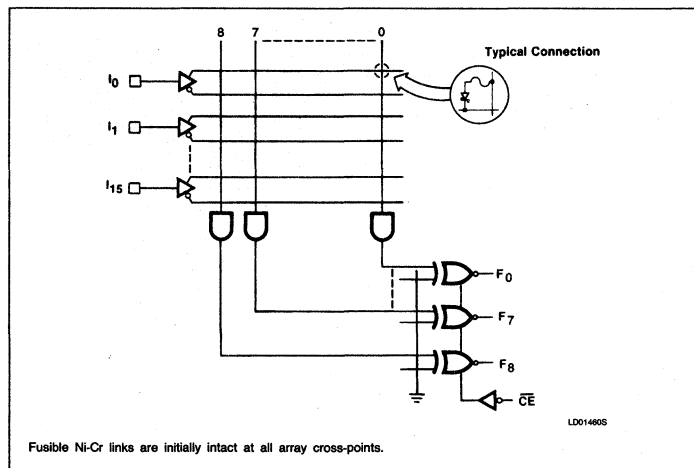 8 7 0
Typical Connection
I0
I1
I15
F0
F7
F8
CE
LD01460S
Fusible Ni-Cr links are initially intact at all array cross-points.